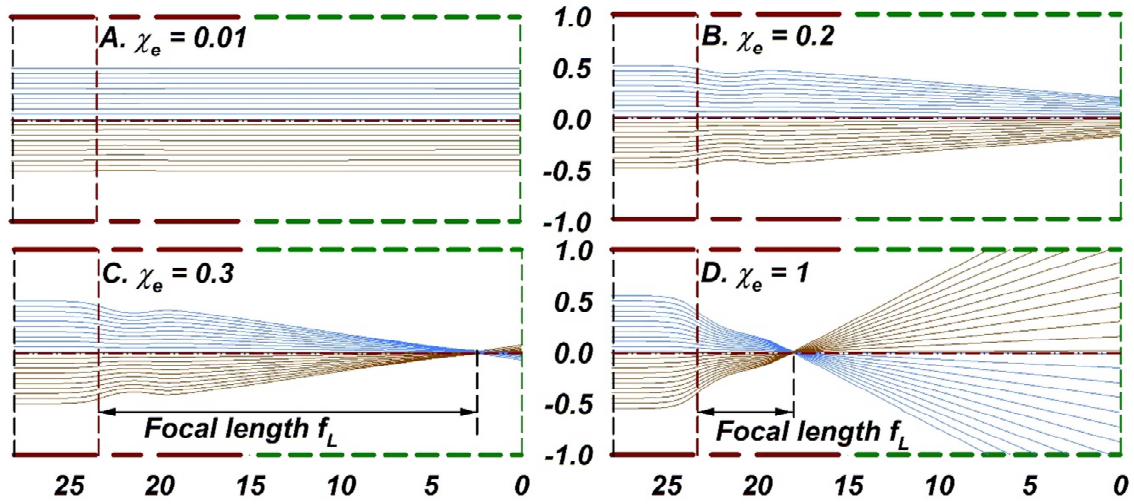 A. χe = 0.01
1.0
B. χe = 0.2
0.5
0.0
-0.5
-1.0
C. χe = 0.3
1.0
D. χe = 1
0.5
0.0
-0.5
Focal length fL
Focal length fL
-1.0
25 20 15 10 5 0
25 20 15 10 5 0